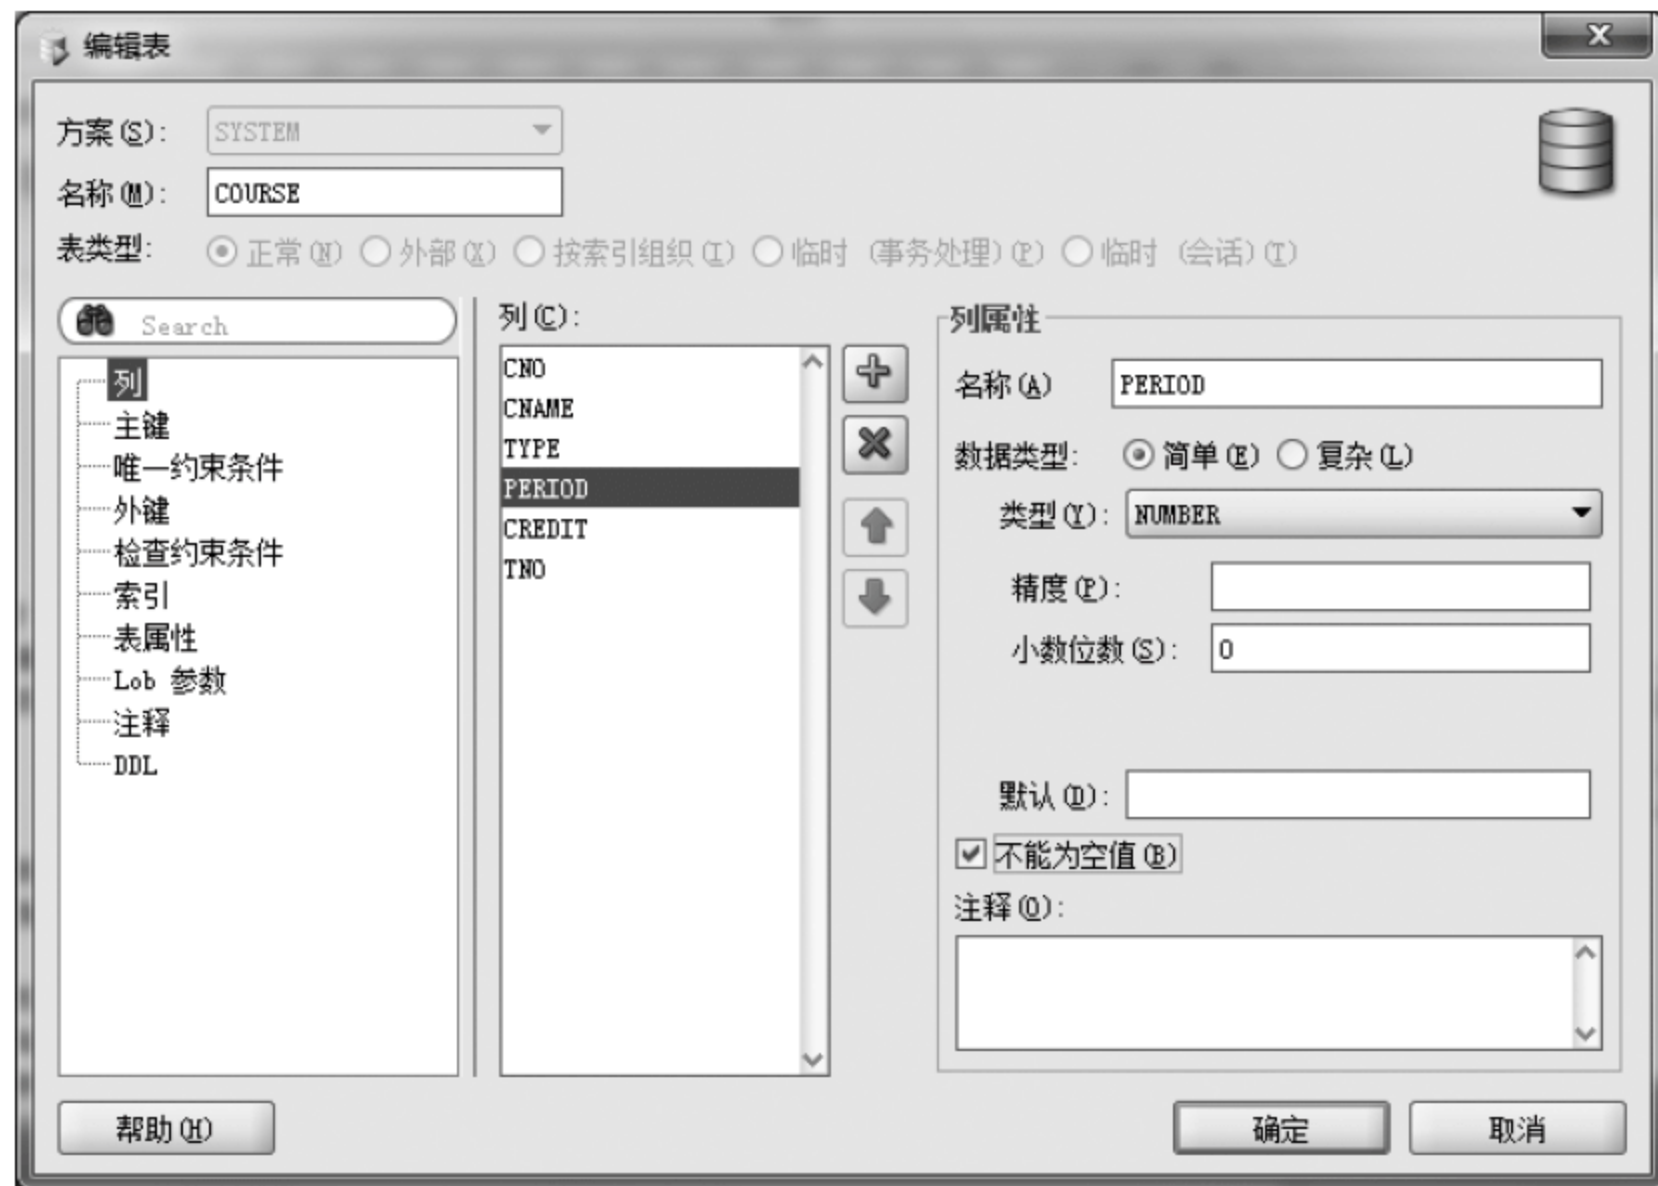 编辑表
方案(S): SYSTEM
名称(M): COURSE
表类型: 正常(N) 外部(X) 按索引组织(I) 临时 (事务处理)(P) 临时 (会话)(T)
Search
列
主键
唯一约束条件
外键
检查约束条件
索引
表属性
Lob 参数
注释
DDL
列(C):
CNO
CNAME
TYPE
PERIOD
CREDIT
TNO
列属性
名称(A) PERIOD
数据类型: 简单(E) 复杂(L)
类型(Y): NUMBER
精度(P):
小数位数(S): 0
默认(D):
不能为空值(B)
注释(O):
帮助(H)
确定
取消